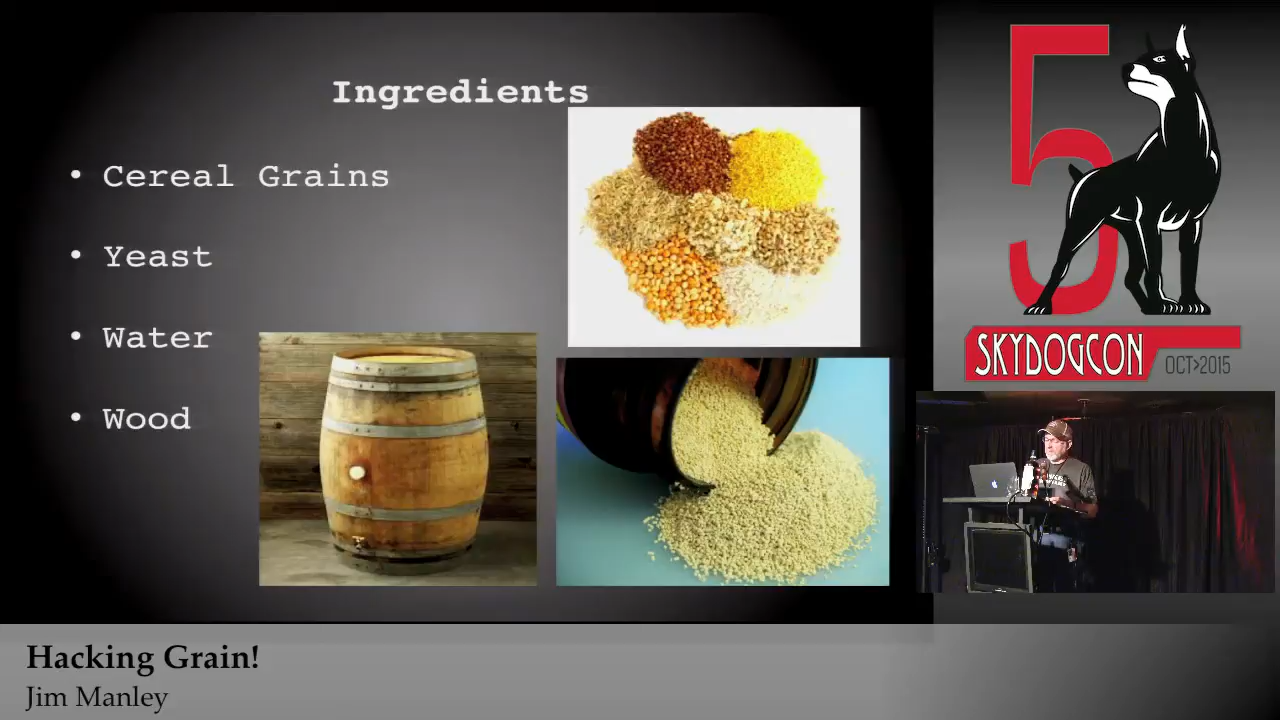 Ingredients
• Cereal Grains
• Yeast
• Water
• Wood
5
SKYDOGCON
OCT>2015
Hacking Grain!
Jim Manley